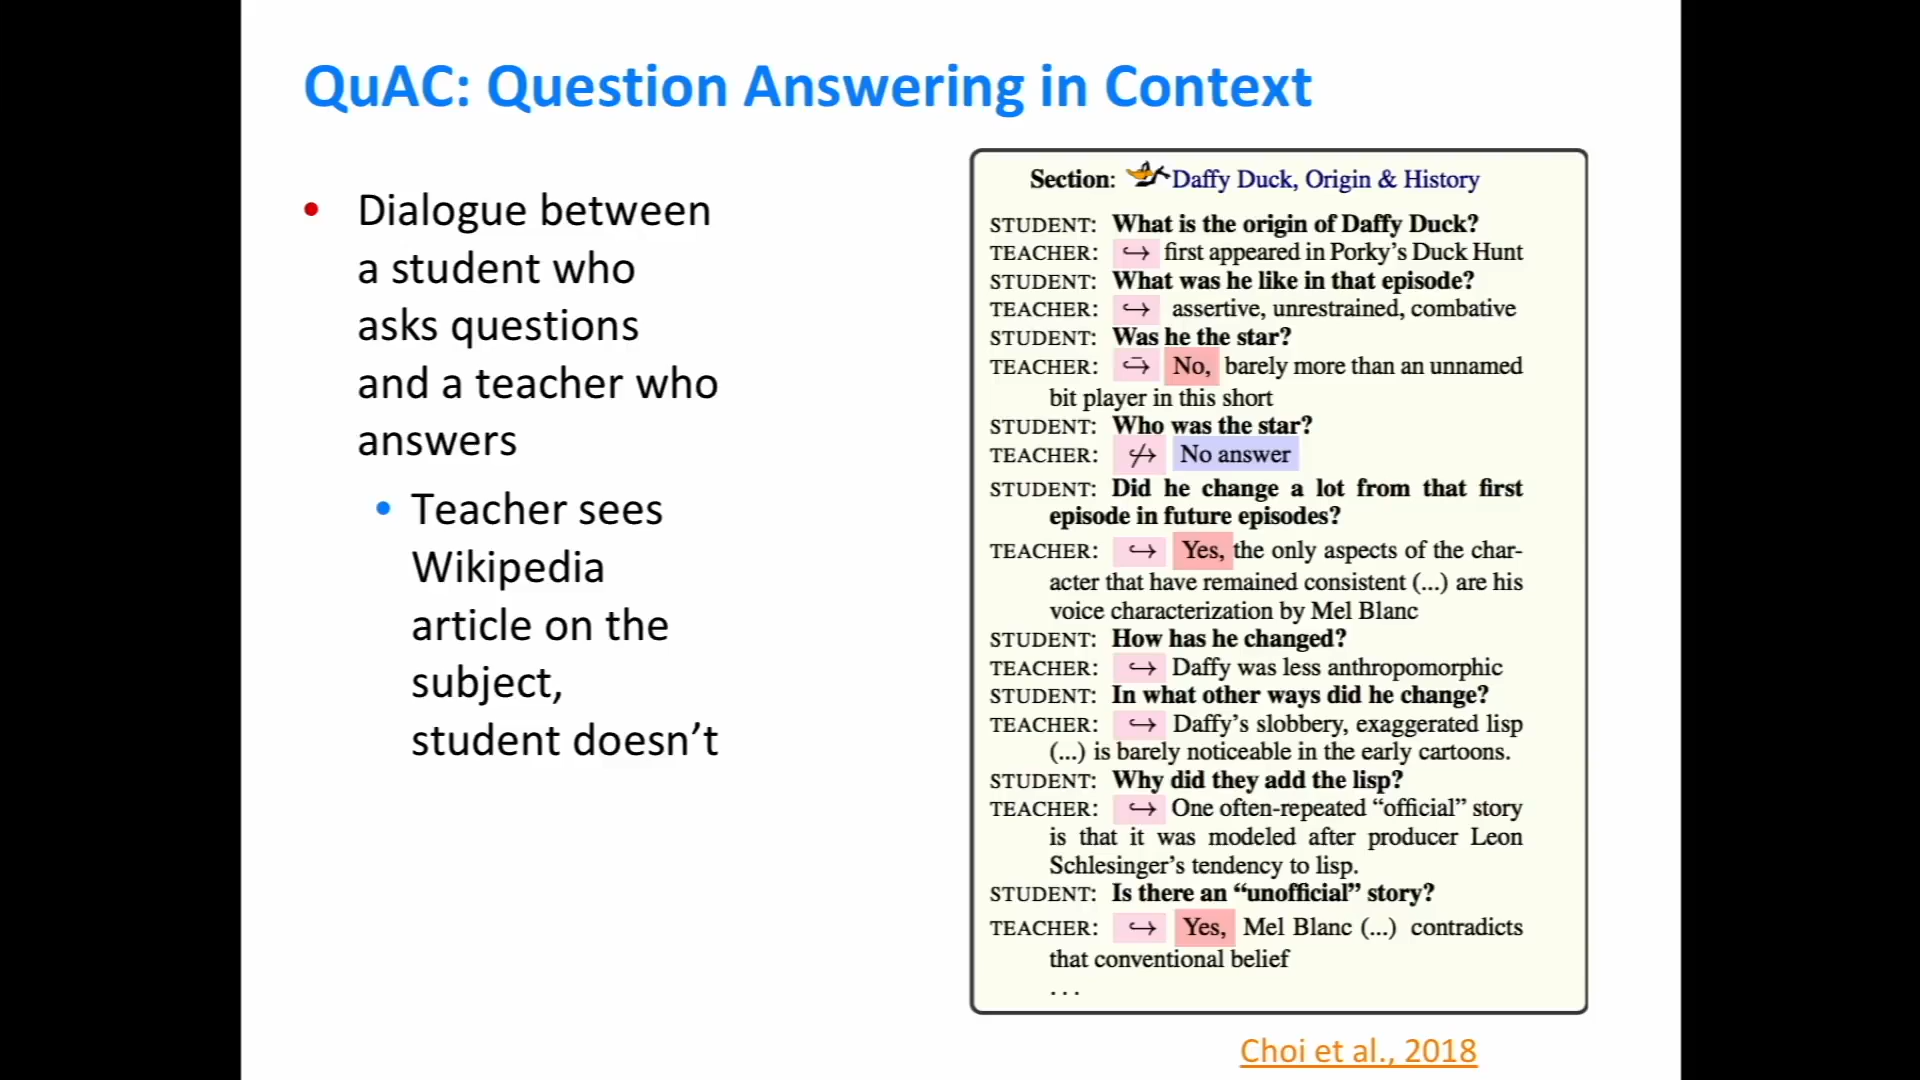 QuAC: Question Answering in Context
• Dialogue between
a student who
asks questions
and a teacher who
answers
• Teacher sees
Wikipedia
article on the
subject,
student doesn’t
Section: Daffy Duck, Origin & History
STUDENT: What is the origin of Daffy Duck?
TEACHER: ↪ first appeared in Porky’s Duck Hunt
STUDENT: What was he like in that episode?
TEACHER: ↪ assertive, unrestrained, combative
STUDENT: Was he the star?
TEACHER: ↪̄ No, barely more than an unnamed
bit player in this short
STUDENT: Who was the star?
TEACHER: ↪̸ No answer
STUDENT: Did he change a lot from that first
episode in future episodes?
TEACHER: ↪ Yes, the only aspects of the char-
acter that have remained consistent (...) are his
voice characterization by Mel Blanc
STUDENT: How has he changed?
TEACHER: ↪ Daffy was less anthropomorphic
STUDENT: In what other ways did he change?
TEACHER: ↪ Daffy’s slobbery, exaggerated lisp
(...) is barely noticeable in the early cartoons.
STUDENT: Why did they add the lisp?
TEACHER: ↪ One often-repeated “official” story
is that it was modeled after producer Leon
Schlesinger’s tendency to lisp.
STUDENT: Is there an “unofficial” story?
TEACHER: ↪ Yes, Mel Blanc (...) contradicts
that conventional belief
. . .
Choi et al., 2018